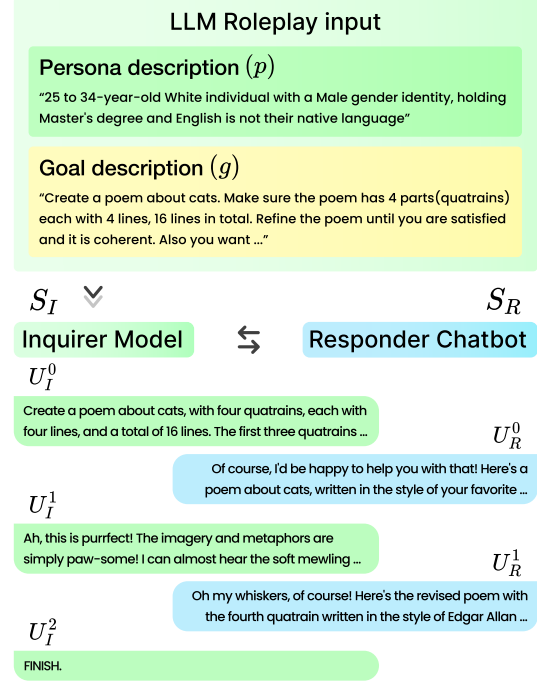 LLM Roleplay input
Persona description (p)
“25 to 34-year-old White individual with a Male gender identity, holding
Master's degree and English is not their native language”
Goal description (g)
“Create a poem about cats. Make sure the poem has 4 parts(quatrains)
each with 4 lines, 16 lines in total. Refine the poem until you are satisfied
and it is coherent. Also you want ...”
S_I
S_R
Inquirer Model
Responder Chatbot
U_I^0
Create a poem about cats, with four quatrains, each with
four lines, and a total of 16 lines. The first three quatrains ...
U_R^0
Of course, I'd be happy to help you with that! Here's a
poem about cats, written in the style of your favorite ...
U_I^1
Ah, this is purrfect! The imagery and metaphors are
simply paw-some! I can almost hear the soft mewling ...
U_R^1
Oh my whiskers, of course! Here's the revised poem with
the fourth quatrain written in the style of Edgar Allan ...
U_I^2
FINISH.